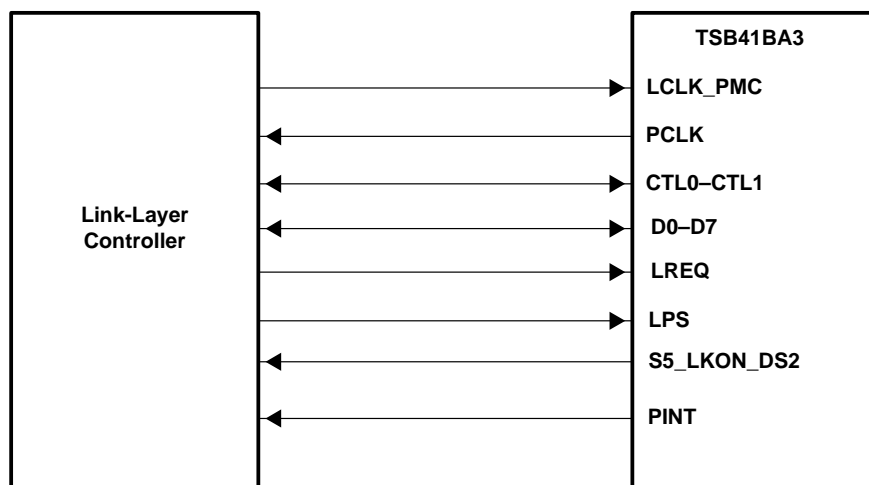 TSB41BA3
LCLK_PMC
PCLK
CTL0–CTL1
Link-Layer
Controller
D0–D7
LREQ
LPS
S5_LKON_DS2
PINT